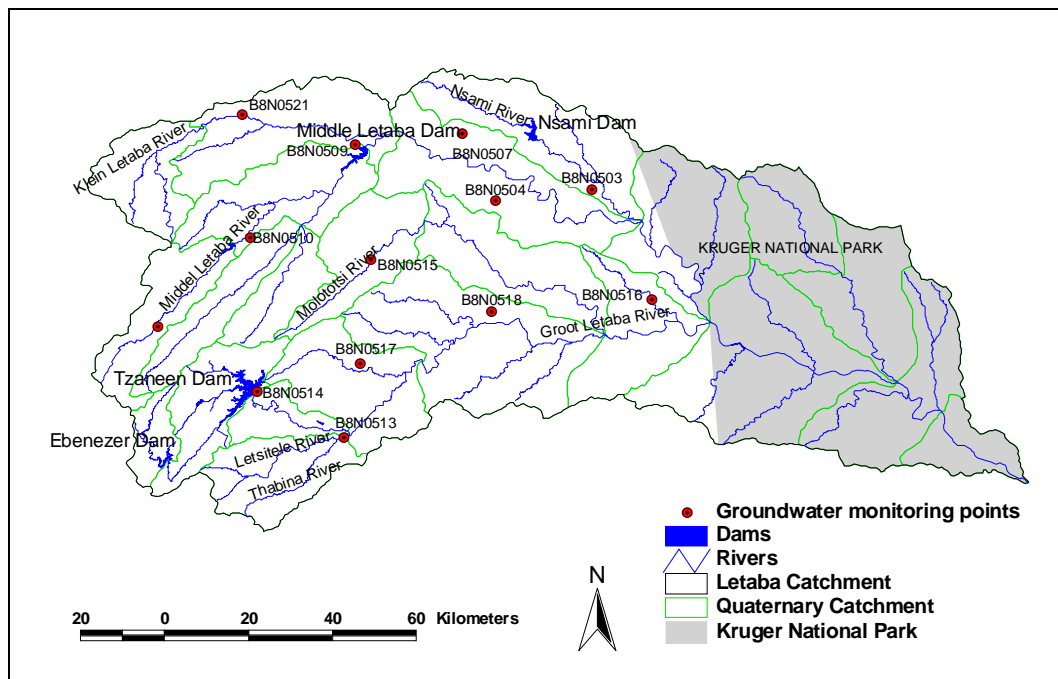 B8N0521
Nsami River
Middle Letaba Dam
Nsami Dam
Klein Letaba River
B8N0509
B8N0507
B8N0503
B8N0504
Middel Letaba River
B8N0510
KRUGER NATIONAL PARK
Molototsi River
B8N0515
B8N0516
B8N0518
Groot Letaba River
B8N0517
Tzaneen Dam
B8N0514
B8N0513
Ebenezer Dam
Letsitele River
Thabina River
Groundwater monitoring points
Dams
Rivers
Letaba Catchment
Quaternary Catchment
Kruger National Park
N
20 0 20 40 60 Kilometers